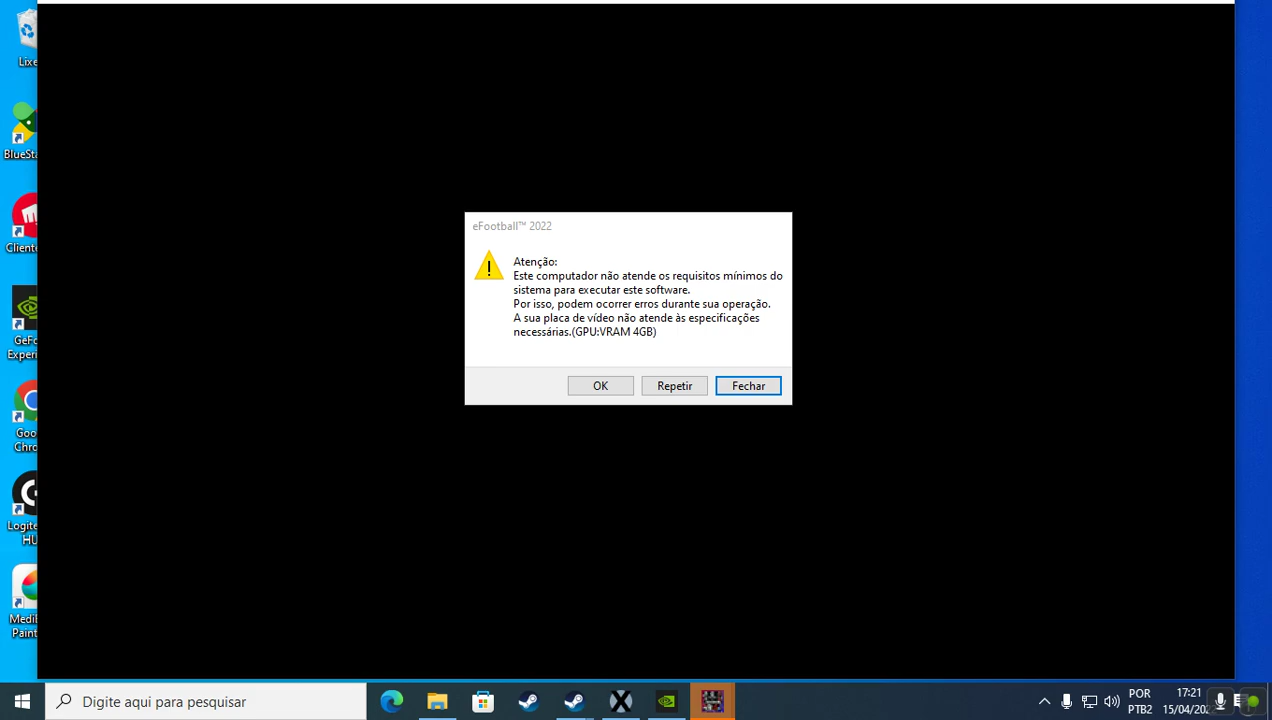 Lixe
BlueSta
Cliente
GeFo
Experi
Goo
Chro
Logite
HU
Medib
Paint
eFootball™ 2022
Atenção:
Este computador não atende os requisitos mínimos do
sistema para executar este software.
Por isso, podem ocorrer erros durante sua operação.
A sua placa de vídeo não atende às especificações
necessárias.(GPU:VRAM 4GB)
OK
Repetir
Fechar
Digite aqui para pesquisar
POR
PTB2
17:21
15/04/202